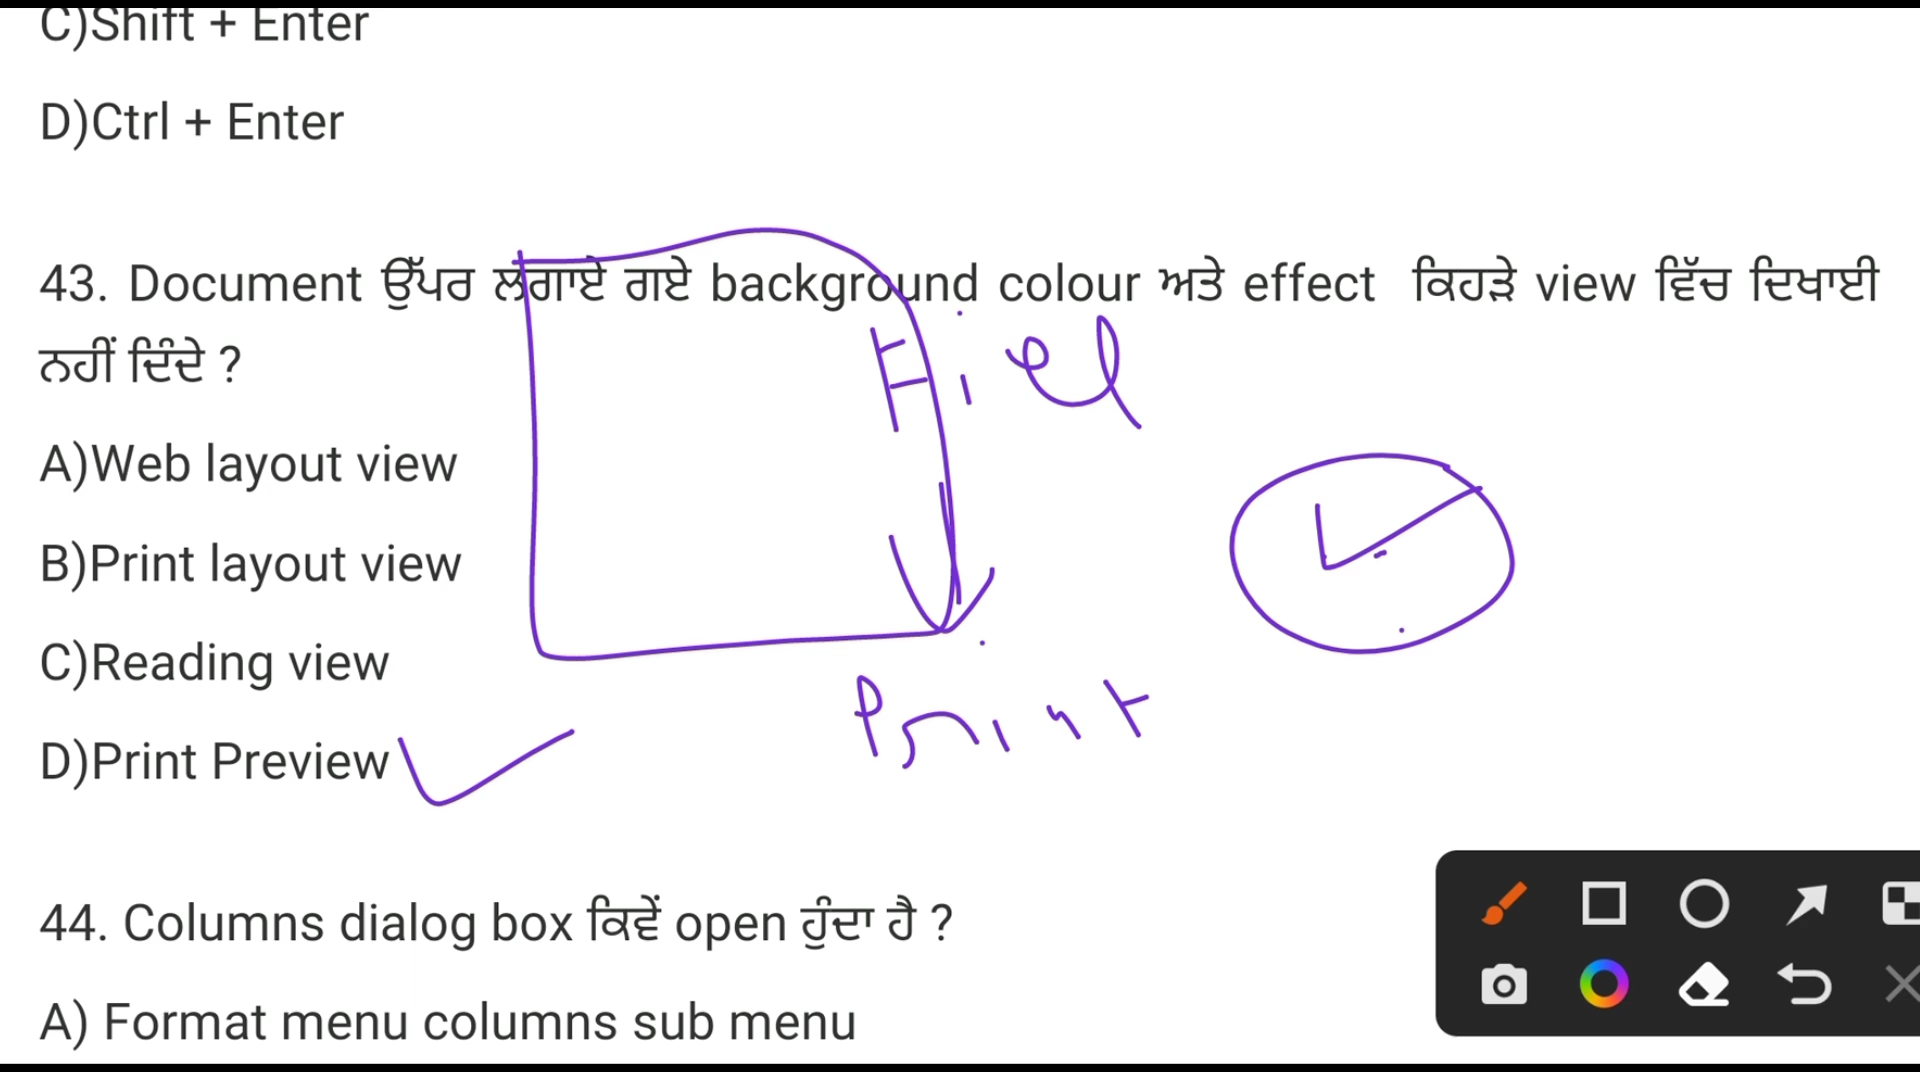 C)Shift + Enter
D)Ctrl + Enter
43. Document ਉੱਪਰ ਲਗਾਏ ਗਏ background colour ਅਤੇ effect ਕਿਹੜੇ view ਵਿੱਚ ਦਿਖਾਈ
ਨਹੀਂ ਦਿੰਦੇ ?
A)Web layout view
B)Print layout view
C)Reading view
D)Print Preview
Print
44. Columns dialog box ਕਿਵੇਂ open ਹੁੰਦਾ ਹੈ ?
A) Format menu columns sub menu